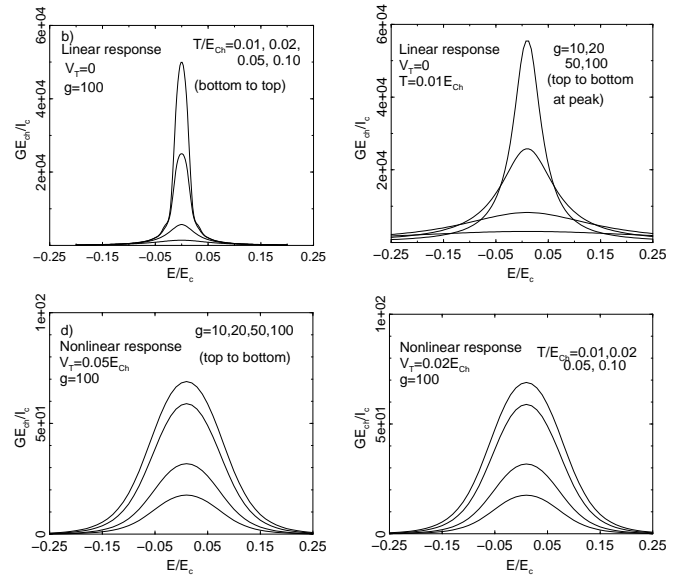 6e+04
b)
Linear response
V_T=0
g=100
T/E_Ch=0.01, 0.02,
0.05, 0.10
(bottom to top)
GE_ch/I_c
4e+04
2e+04
−0.25 −0.15 −0.05 0.05 0.15 0.25
E/E_c
6e+04
Linear response
V_T=0
T=0.01E_Ch
g=10,20
50,100
(top to bottom
at peak)
GE_ch/I_c
4e+04
2e+04
−0.25 −0.15 −0.05 0.05 0.15 0.25
E/E_c
1e+02
d)
Nonlinear response
V_T=0.05E_Ch
g=100
g=10,20,50,100
(top to bottom)
GE_ch/I_c
5e+01
0
−0.25 −0.15 −0.05 0.05 0.15 0.25
E/E_c
1e+02
Nonlinear response
V_T=0.02E_Ch
g=100
T/E_Ch=0.01,0.02
0.05, 0.10
GE_ch/I_c
5e+01
0
−0.25 −0.15 −0.05 0.05 0.15 0.25
E/E_c